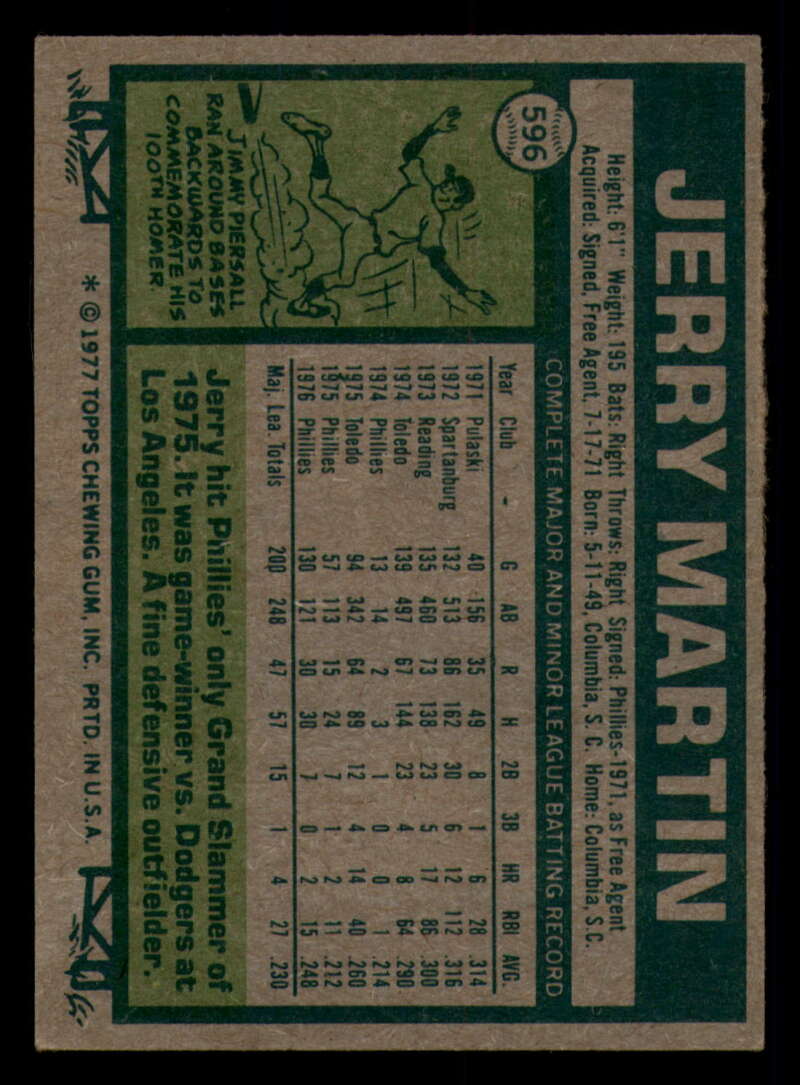 JERRY MARTIN
Height: 6'1" Weight: 195 Bats: Right Throws: Right Signed: Phillies-1971, as Free Agent
Acquired: Signed, Free Agent, 7-17-71 Born: 5-11-49, Columbia, S. C. Home: Columbia, S.C.
596
JIMMY PIERSALL
RAN AROUND BASES
BACKWARDS TO
COMMEMORATE HIS
100TH HOMER
COMPLETE MAJOR AND MINOR LEAGUE BATTING RECORD
Year Club G AB R H 2B 3B HR RBI AVG.
1971 Pulaski 40 156 35 49 8 1 6 28 .314
1972 Spartanburg 132 513 86 162 30 6 12 112 .316
1973 Reading 135 460 73 138 23 5 17 86 .300
1974 Toledo 139 497 67 144 23 4 8 64 .290
1974 Phillies 13 14 2 3 1 0 0 1 .214
1975 Toledo 94 342 64 89 12 4 14 40 .260
1975 Phillies 57 113 15 24 7 1 2 11 .212
1976 Phillies 130 121 30 30 7 0 2 15 .248
Maj. Lea. Totals 200 248 47 57 15 1 4 27 .230
Jerry hit Phillies' only Grand Slammer of
1975. It was game-winner vs. Dodgers at
Los Angeles. A fine defensive outfielder.
* © 1977 TOPPS CHEWING GUM, INC. PRTD. IN U.S.A.